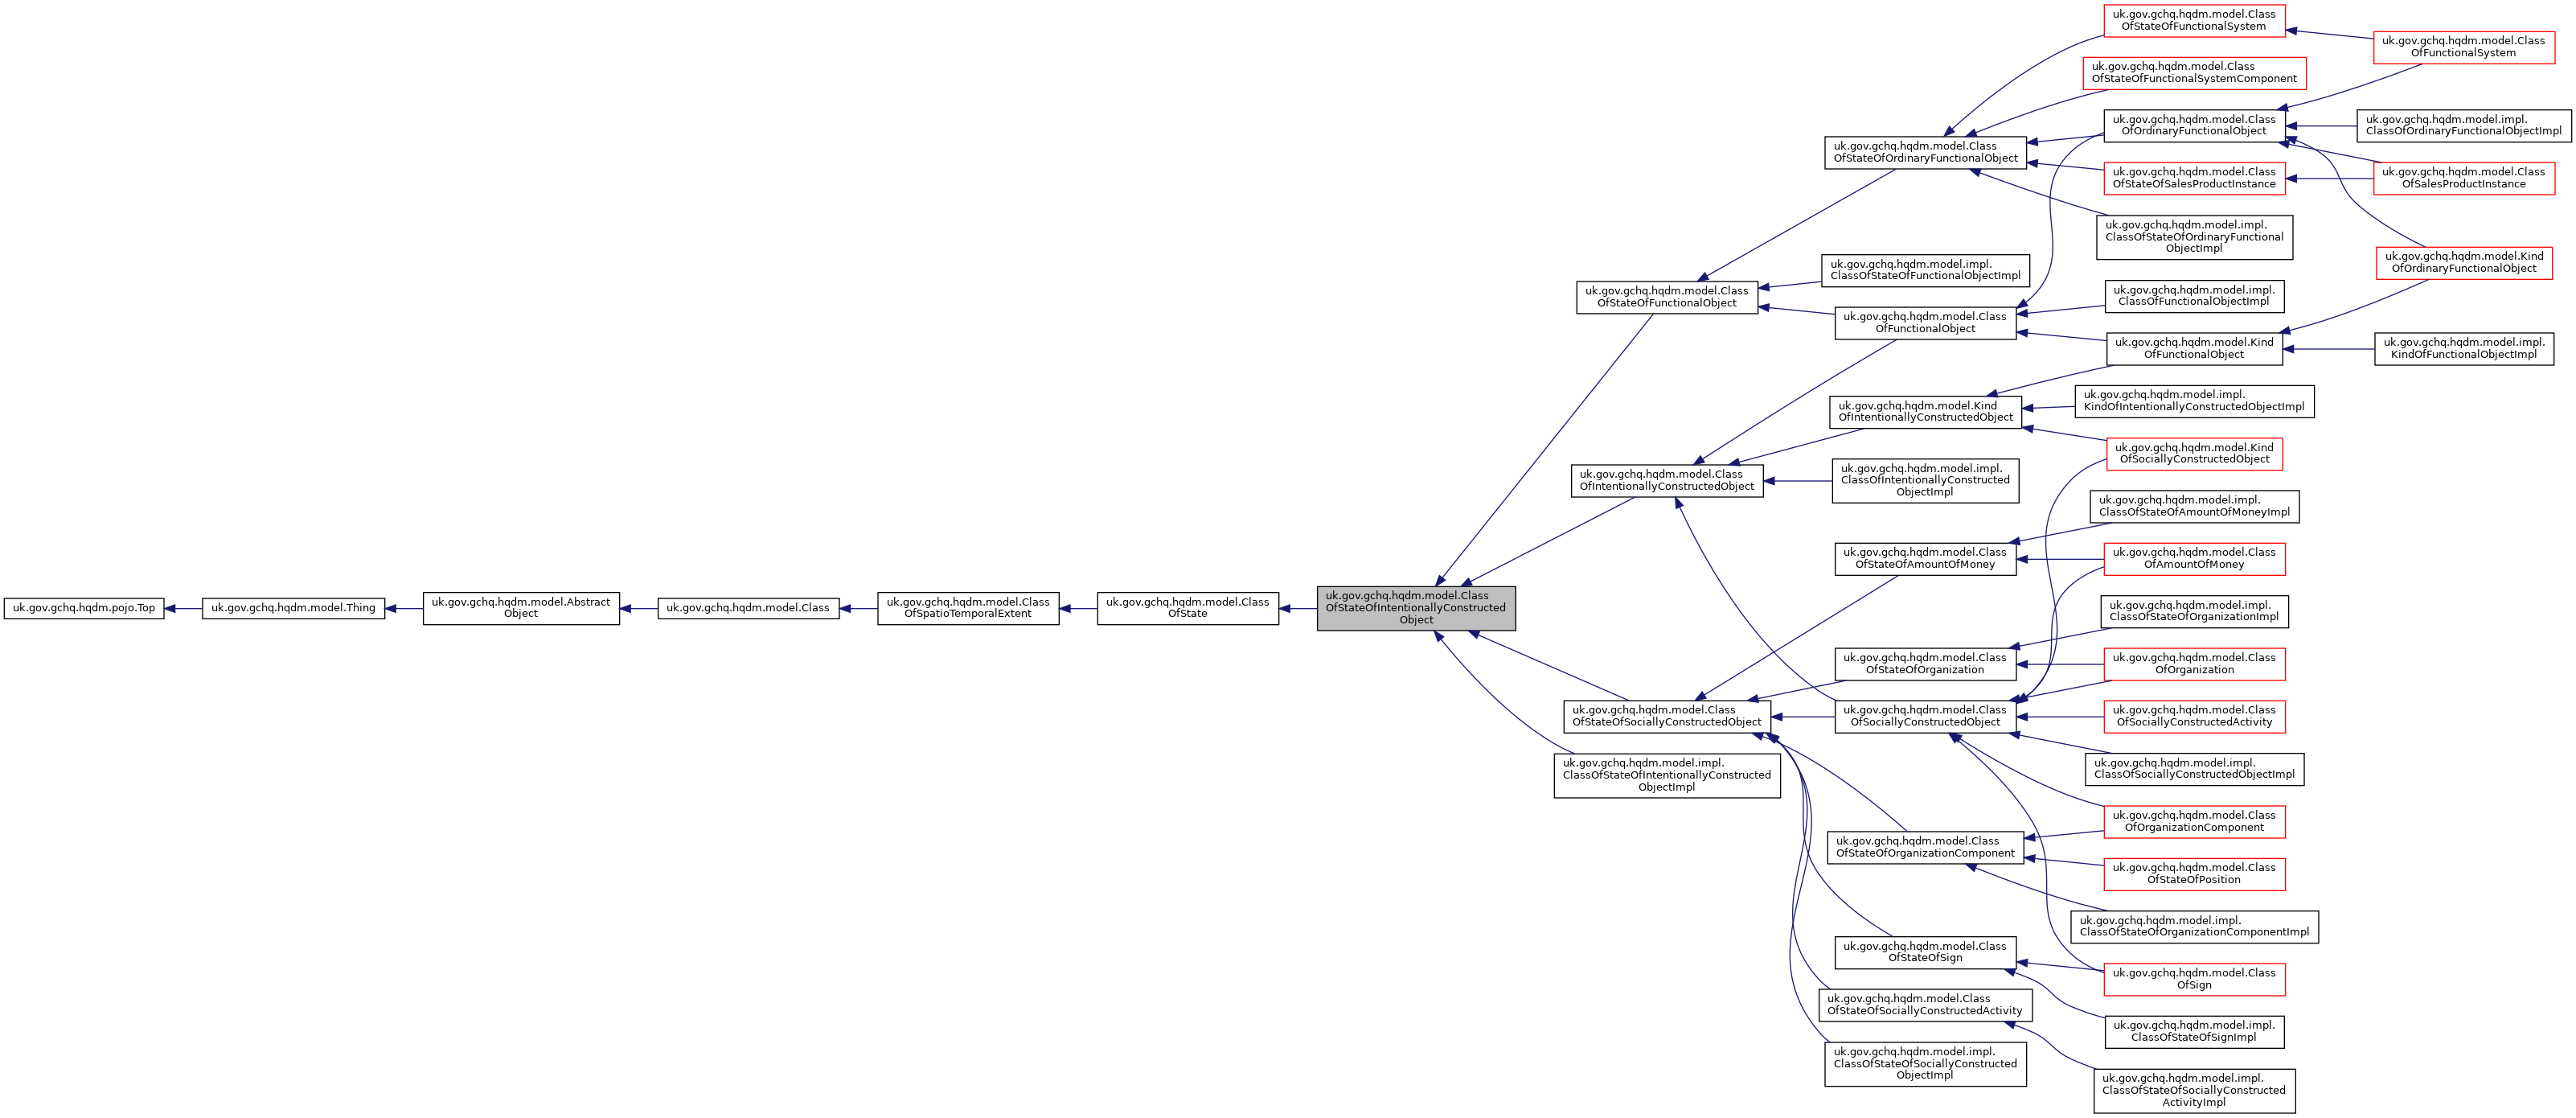 uk.gov.gchq.hqdm.pojo.Top
uk.gov.gchq.hqdm.model.Thing
uk.gov.gchq.hqdm.model.Abstract
Object
uk.gov.gchq.hqdm.model.Class
uk.gov.gchq.hqdm.model.Class
OfSpatioTemporalExtent
uk.gov.gchq.hqdm.model.Class
OfState
uk.gov.gchq.hqdm.model.Class
OfStateOfIntentionallyConstructed
Object
uk.gov.gchq.hqdm.model.Class
OfStateOfFunctionalObject
uk.gov.gchq.hqdm.model.Class
OfIntentionallyConstructedObject
uk.gov.gchq.hqdm.model.Class
OfStateOfSociallyConstructedObject
uk.gov.gchq.hqdm.model.impl.
ClassOfStateOfIntentionallyConstructed
ObjectImpl
uk.gov.gchq.hqdm.model.Class
OfStateOfOrdinaryFunctionalObject
uk.gov.gchq.hqdm.model.impl.
ClassOfStateOfFunctionalObjectImpl
uk.gov.gchq.hqdm.model.Class
OfFunctionalObject
uk.gov.gchq.hqdm.model.Kind
OfIntentionallyConstructedObject
uk.gov.gchq.hqdm.model.impl.
ClassOfIntentionallyConstructed
ObjectImpl
uk.gov.gchq.hqdm.model.Class
OfStateOfAmountOfMoney
uk.gov.gchq.hqdm.model.Class
OfStateOfOrganization
uk.gov.gchq.hqdm.model.Class
OfSociallyConstructedObject
uk.gov.gchq.hqdm.model.Class
OfStateOfOrganizationComponent
uk.gov.gchq.hqdm.model.Class
OfStateOfSign
uk.gov.gchq.hqdm.model.Class
OfStateOfSociallyConstructedActivity
uk.gov.gchq.hqdm.model.impl.
ClassOfStateOfSociallyConstructed
ObjectImpl
uk.gov.gchq.hqdm.model.Class
OfStateOfFunctionalSystem
uk.gov.gchq.hqdm.model.Class
OfStateOfFunctionalSystemComponent
uk.gov.gchq.hqdm.model.Class
OfOrdinaryFunctionalObject
uk.gov.gchq.hqdm.model.Class
OfStateOfSalesProductInstance
uk.gov.gchq.hqdm.model.impl.
ClassOfStateOfOrdinaryFunctional
ObjectImpl
uk.gov.gchq.hqdm.model.impl.
ClassOfFunctionalObjectImpl
uk.gov.gchq.hqdm.model.Kind
OfFunctionalObject
uk.gov.gchq.hqdm.model.impl.
KindOfIntentionallyConstructedObjectImpl
uk.gov.gchq.hqdm.model.Kind
OfSociallyConstructedObject
uk.gov.gchq.hqdm.model.impl.
ClassOfStateOfAmountOfMoneyImpl
uk.gov.gchq.hqdm.model.Class
OfAmountOfMoney
uk.gov.gchq.hqdm.model.impl.
ClassOfStateOfOrganizationImpl
uk.gov.gchq.hqdm.model.Class
OfOrganization
uk.gov.gchq.hqdm.model.Class
OfSociallyConstructedActivity
uk.gov.gchq.hqdm.model.impl.
ClassOfSociallyConstructedObjectImpl
uk.gov.gchq.hqdm.model.Class
OfOrganizationComponent
uk.gov.gchq.hqdm.model.Class
OfStateOfPosition
uk.gov.gchq.hqdm.model.impl.
ClassOfStateOfOrganizationComponentImpl
uk.gov.gchq.hqdm.model.Class
OfSign
uk.gov.gchq.hqdm.model.impl.
ClassOfStateOfSignImpl
uk.gov.gchq.hqdm.model.impl.
ClassOfStateOfSociallyConstructed
ActivityImpl
uk.gov.gchq.hqdm.model.Class
OfFunctionalSystem
uk.gov.gchq.hqdm.model.impl.
ClassOfOrdinaryFunctionalObjectImpl
uk.gov.gchq.hqdm.model.Class
OfSalesProductInstance
uk.gov.gchq.hqdm.model.Kind
OfOrdinaryFunctionalObject
uk.gov.gchq.hqdm.model.impl.
KindOfFunctionalObjectImpl